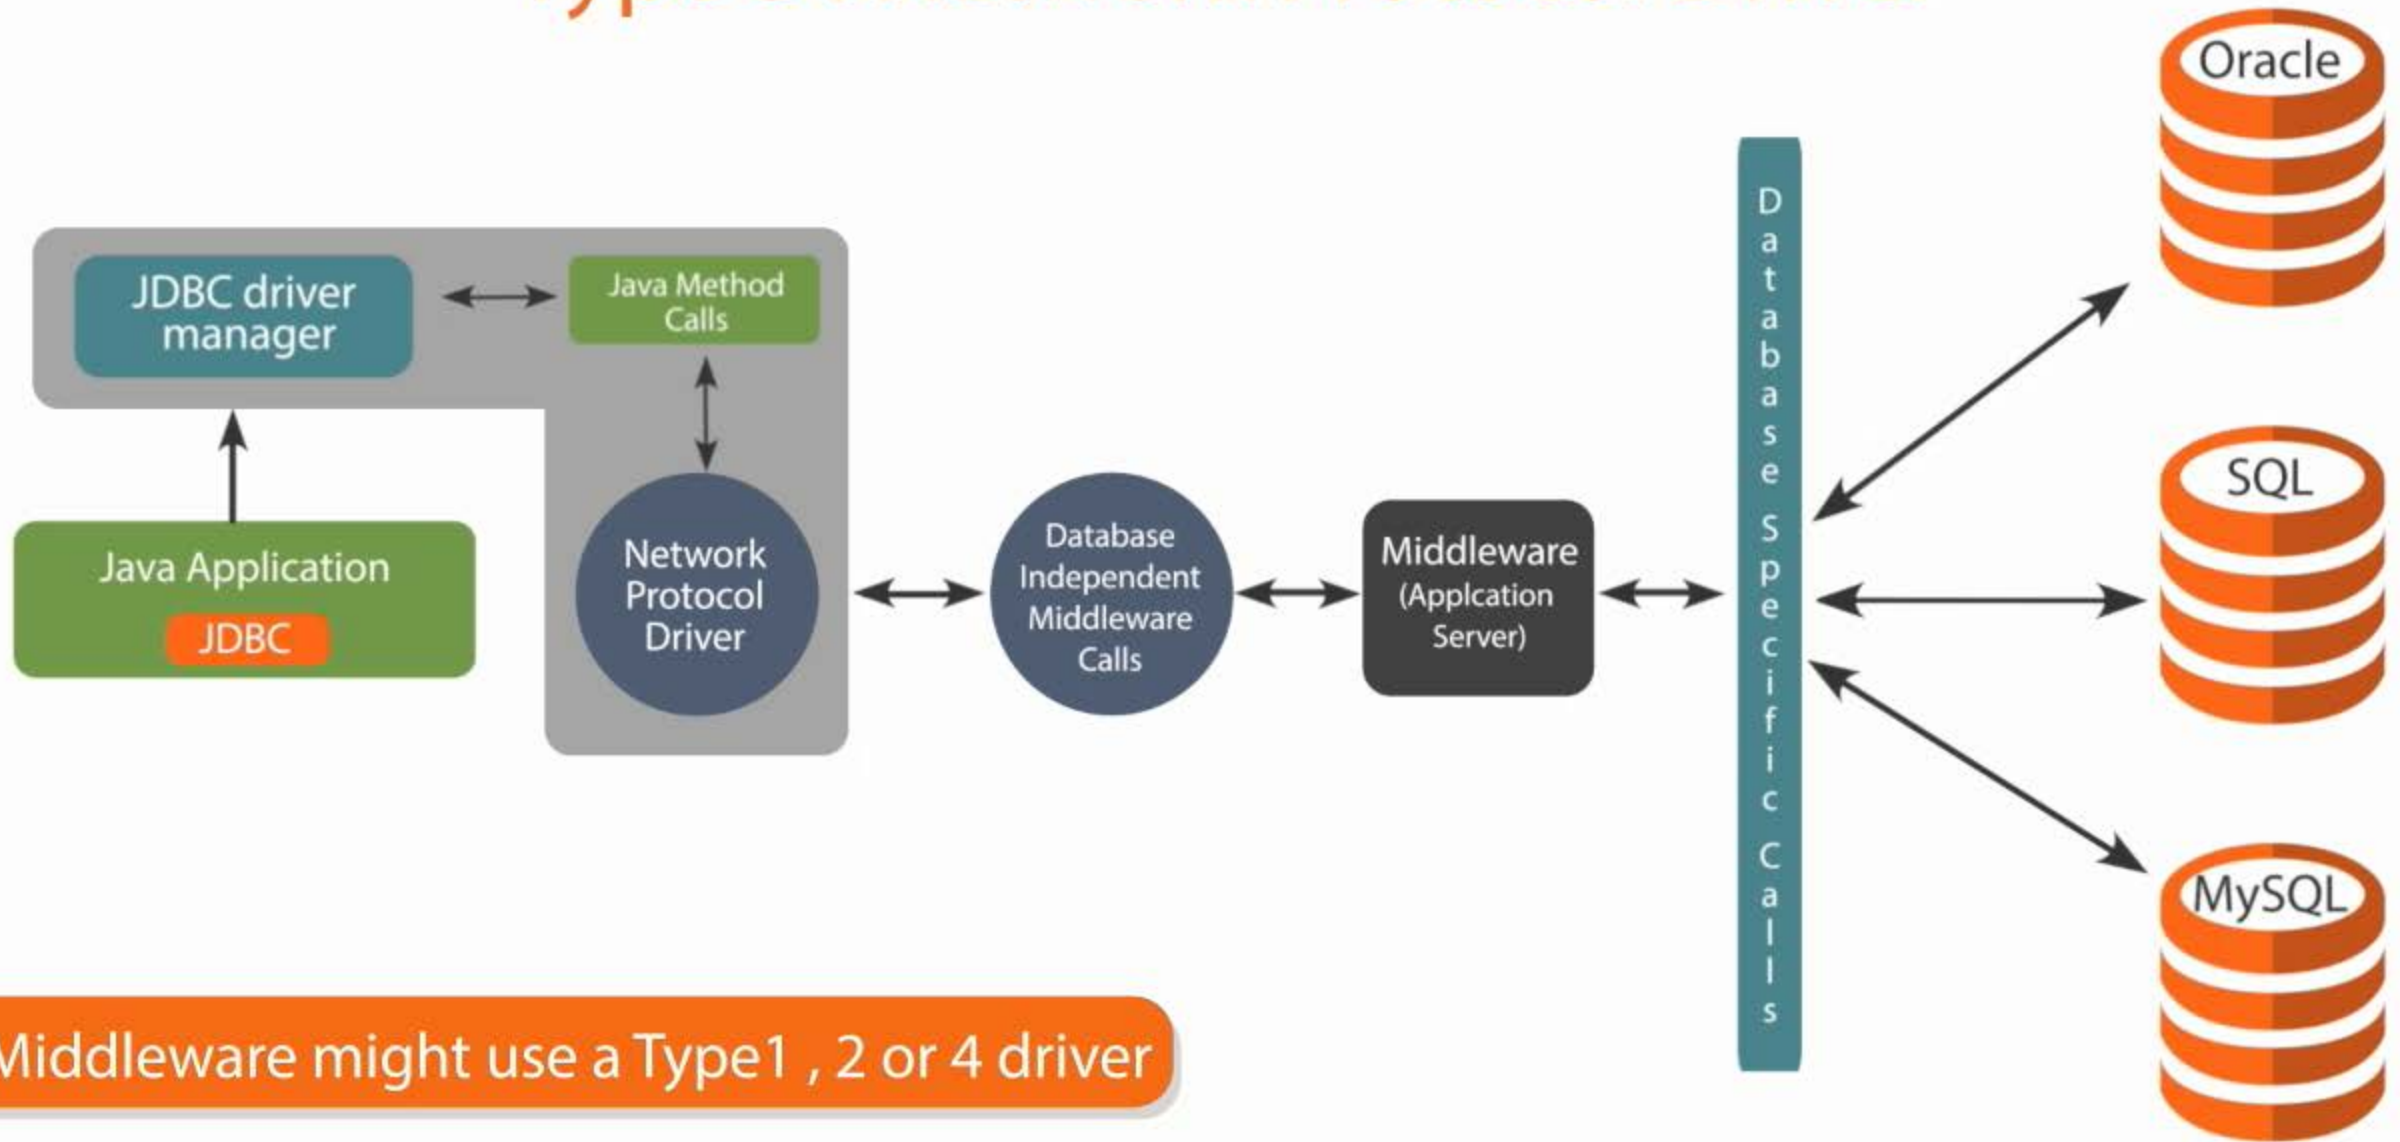 Oracle
JDBC driver
manager
Java Method
Calls
Database Specific Calls
SQL
Java Application
JDBC
Network
Protocol
Driver
Database
Independent
Middleware
Calls
Middleware
(Applcation
Server)
MySQL
Middleware might use a Type1 , 2 or 4 driver